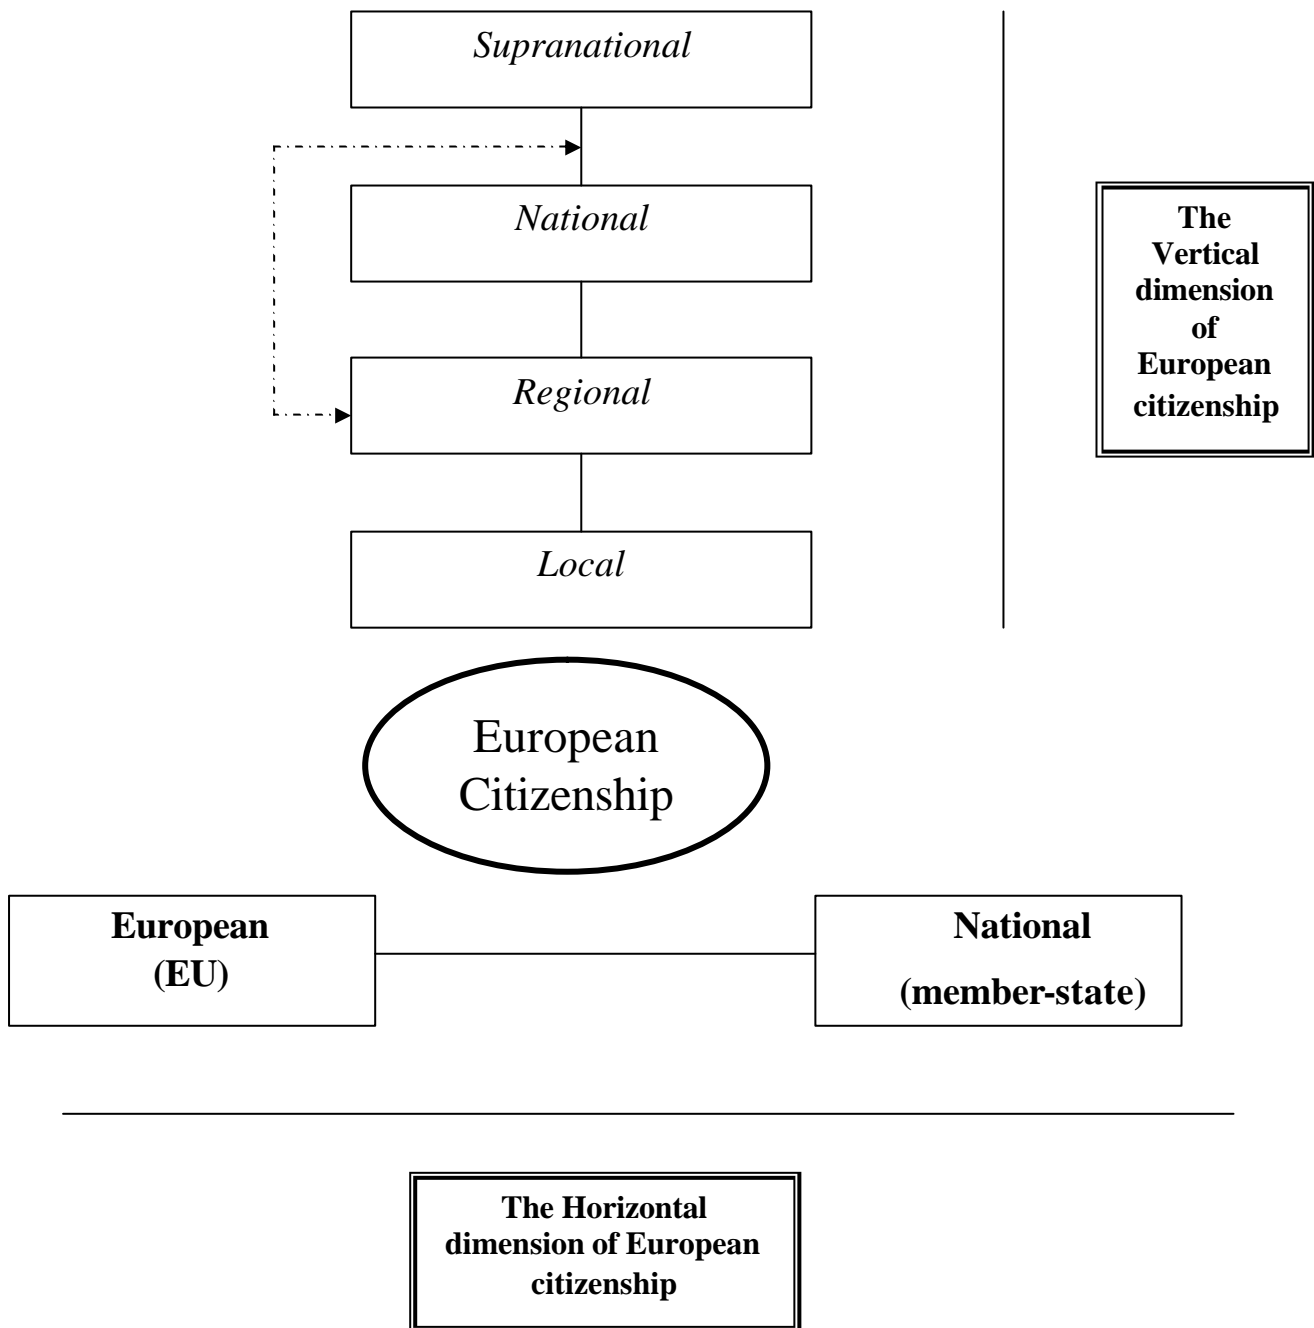 Supranational
National
Regional
Local
The
Vertical
dimension
of
European
citizenship
European
Citizenship
European
(EU)
National
(member-state)
The Horizontal
dimension of European
citizenship